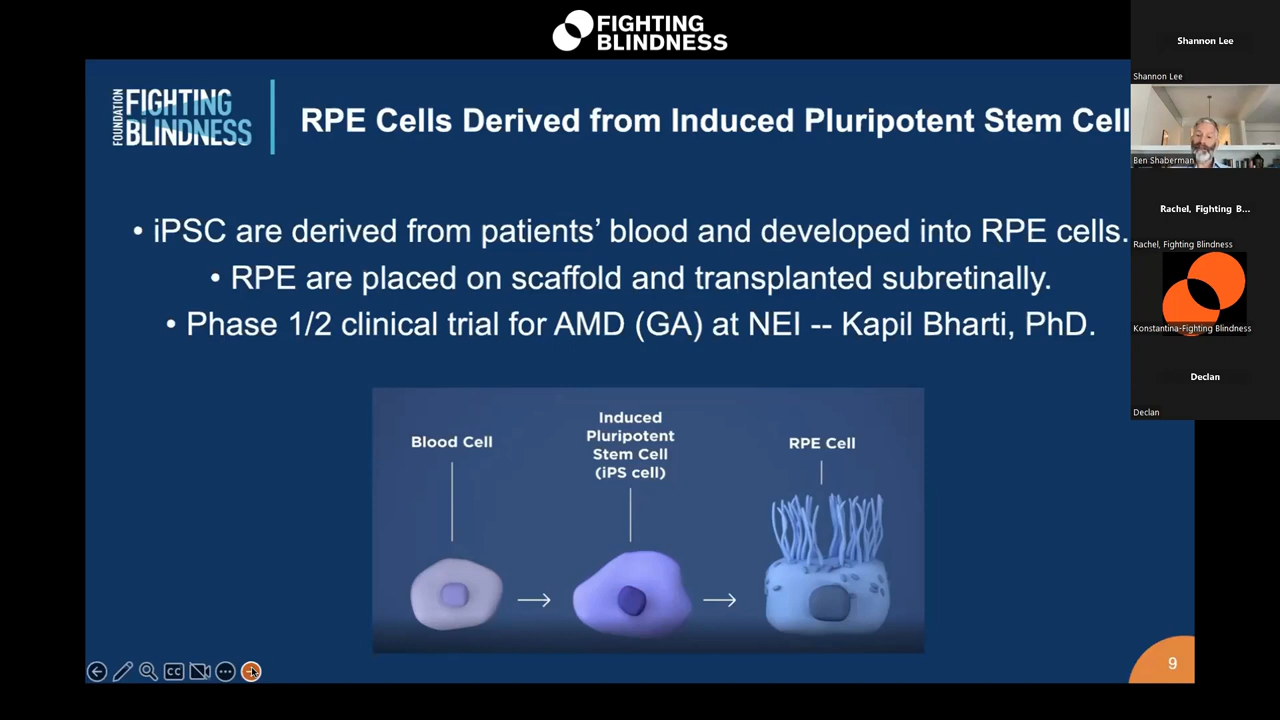 FIGHTING
BLINDNESS
FOUNDATION
FIGHTING
BLINDNESS
RPE Cells Derived from Induced Pluripotent Stem Cell
• iPSC are derived from patients’ blood and developed into RPE cells.
• RPE are placed on scaffold and transplanted subretinally.
• Phase 1/2 clinical trial for AMD (GA) at NEI -- Kapil Bharti, PhD.
Blood Cell
Induced
Pluripotent
Stem Cell
(iPS cell)
RPE Cell
CC
9
Shannon Lee
Shannon Lee
Ben Shaberman
Rachel, Fighting B...
Rachel, Fighting Blindness
Konstantina-Fighting Blindness
Declan
Declan